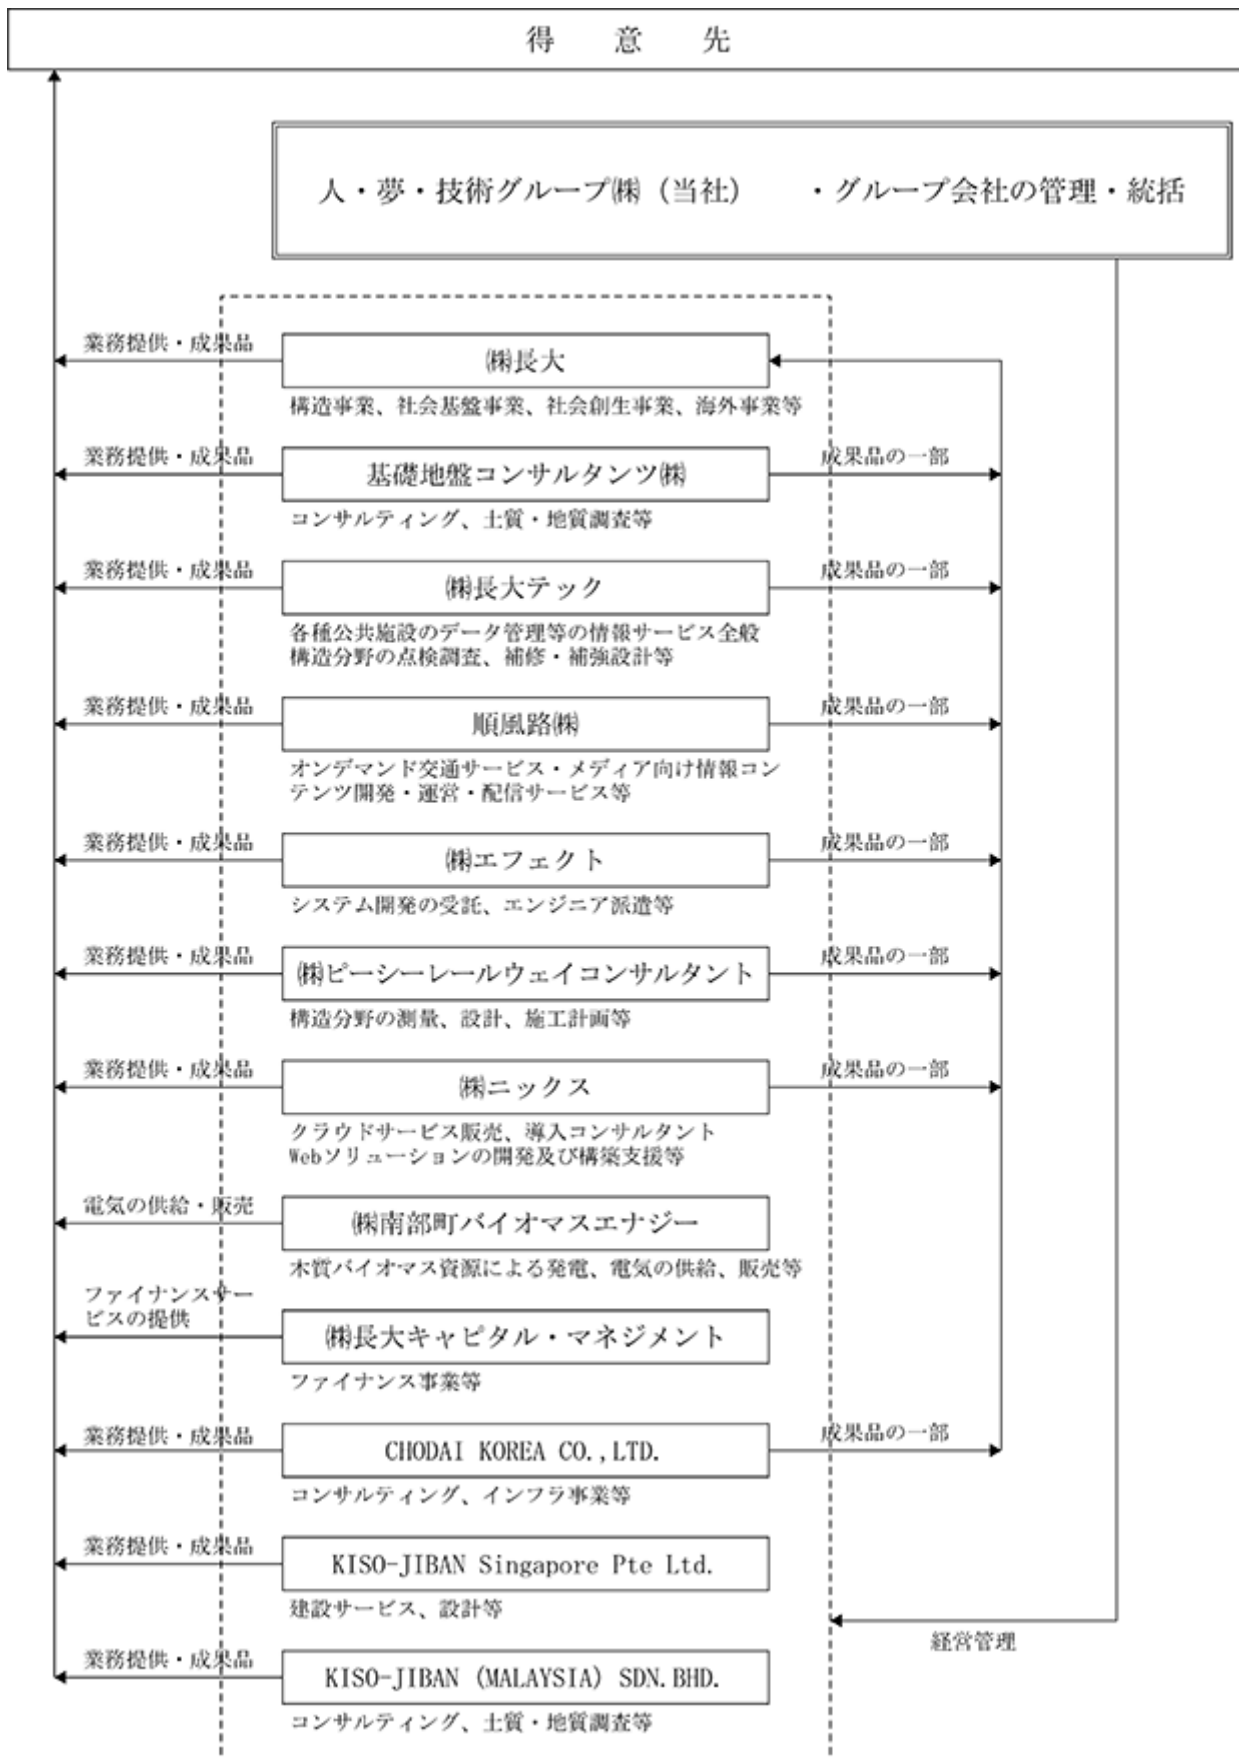 得意先
人・夢・技術グループ㈱（当社）　・グループ会社の管理・統括
業務提供・成果品
㈱長大
構造事業、社会基盤事業、社会創生事業、海外事業等
業務提供・成果品
基礎地盤コンサルタンツ㈱
成果品の一部
コンサルティング、土質・地質調査等
業務提供・成果品
㈱長大テック
成果品の一部
各種公共施設のデータ管理等の情報サービス全般
構造分野の点検調査、補修・補強設計等
業務提供・成果品
順風路㈱
成果品の一部
オンデマンド交通サービス・メディア向け情報コン
テンツ開発・運営・配信サービス等
業務提供・成果品
㈱エフェクト
成果品の一部
システム開発の受託、エンジニア派遣等
業務提供・成果品
㈱ピーシーレールウェイコンサルタント
成果品の一部
構造分野の測量、設計、施工計画等
業務提供・成果品
㈱ニックス
成果品の一部
クラウドサービス販売、導入コンサルタント
Webソリューションの開発及び構築支援等
電気の供給・販売
㈱南部町バイオマスエナジー
木質バイオマス資源による発電、電気の供給、販売等
ファイナンスサー
ビスの提供
㈱長大キャピタル・マネジメント
ファイナンス事業等
業務提供・成果品
CHODAI KOREA CO.,LTD.
成果品の一部
コンサルティング、インフラ事業等
業務提供・成果品
KISO-JIBAN Singapore Pte Ltd.
建設サービス、設計等
経営管理
業務提供・成果品
KISO-JIBAN (MALAYSIA) SDN.BHD.
コンサルティング、土質・地質調査等